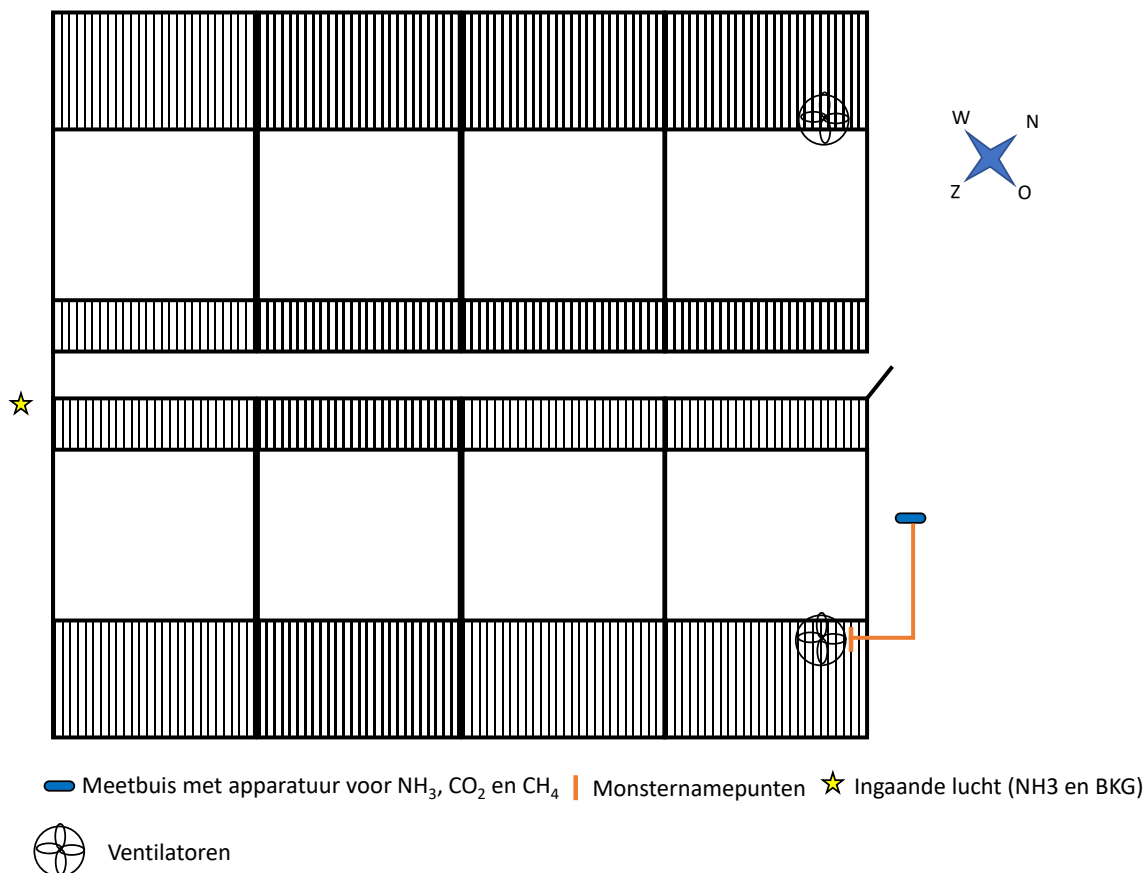 W N
Z O
Meetbuis met apparatuur voor NH₃, CO₂ en CH₄ Monsternamepunten Ingaande lucht (NH3 en BKG)
Ventilatoren